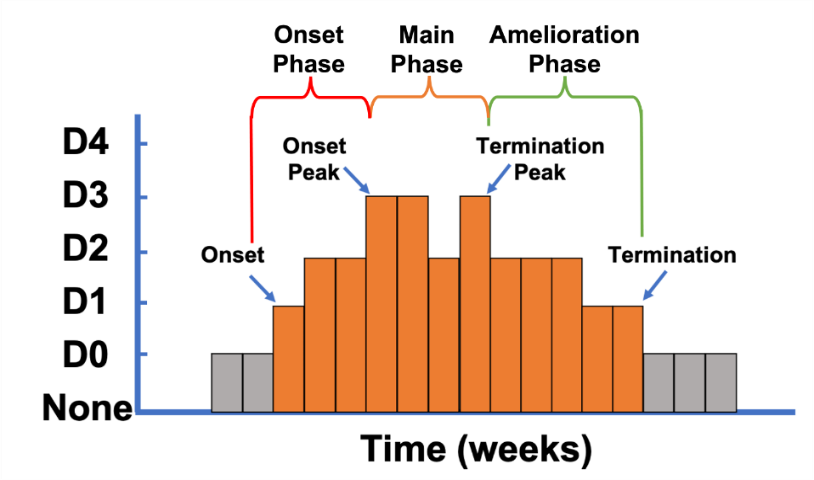 Onset
Phase
Main
Phase
Amelioration
Phase
D4
D3
D2
D1
D0
None
Onset
Peak
Termination
Peak
Onset
Termination
Time (weeks)